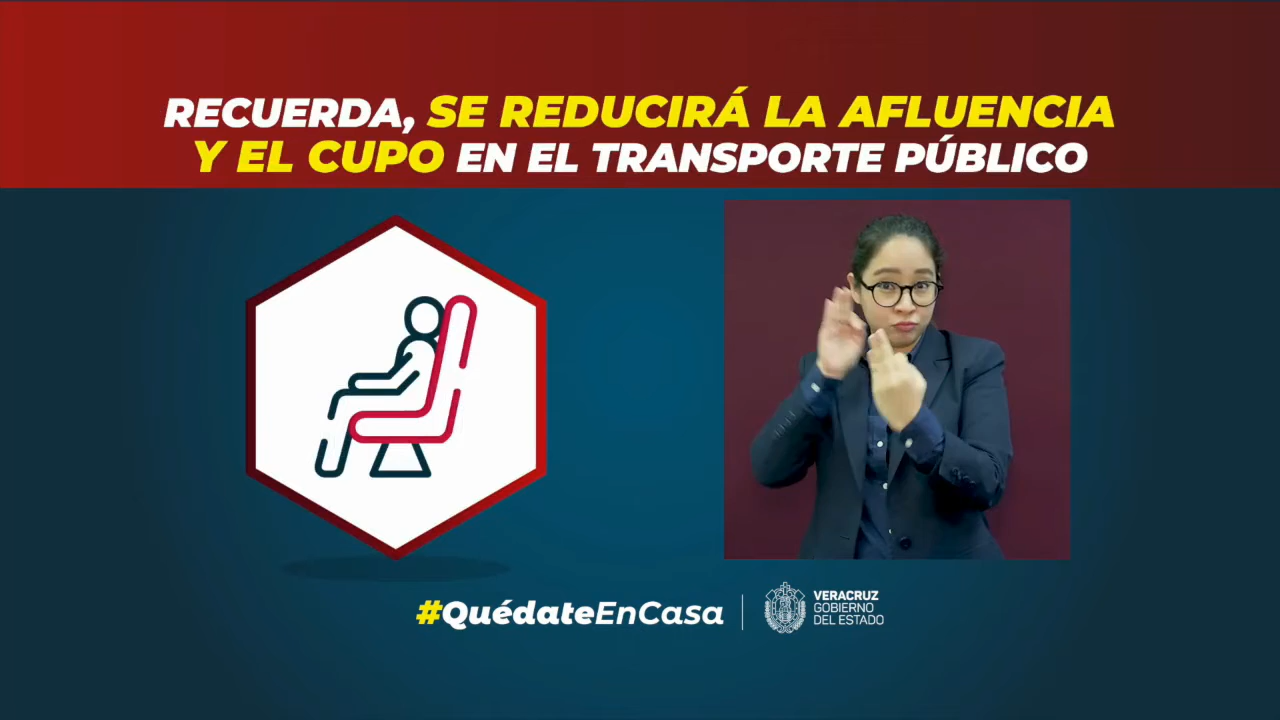 RECUERDA, SE REDUCIRÁ LA AFLUENCIA
Y EL CUPO EN EL TRANSPORTE PÚBLICO
#QuédateEnCasa
VERACRUZ
GOBIERNO
DEL ESTADO